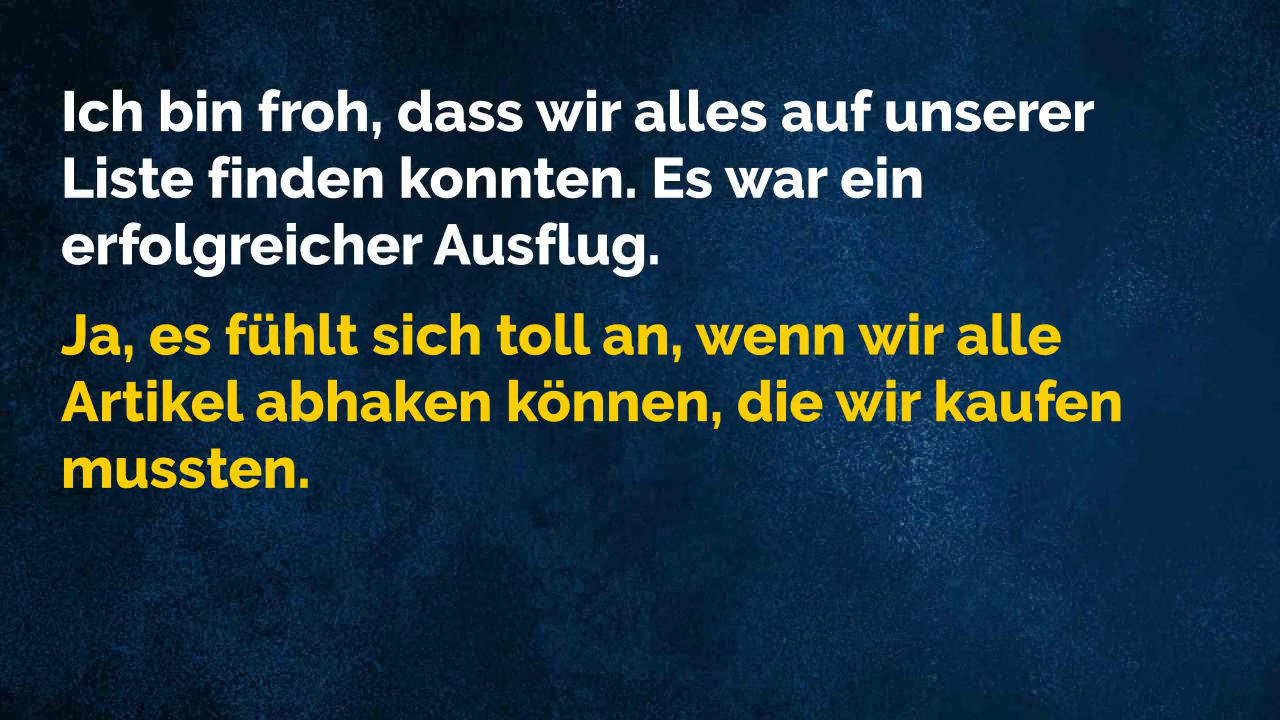 Ich bin froh, dass wir alles auf unserer
Liste finden konnten. Es war ein
erfolgreicher Ausflug.
Ja, es fühlt sich toll an, wenn wir alle
Artikel abhaken können, die wir kaufen
mussten.